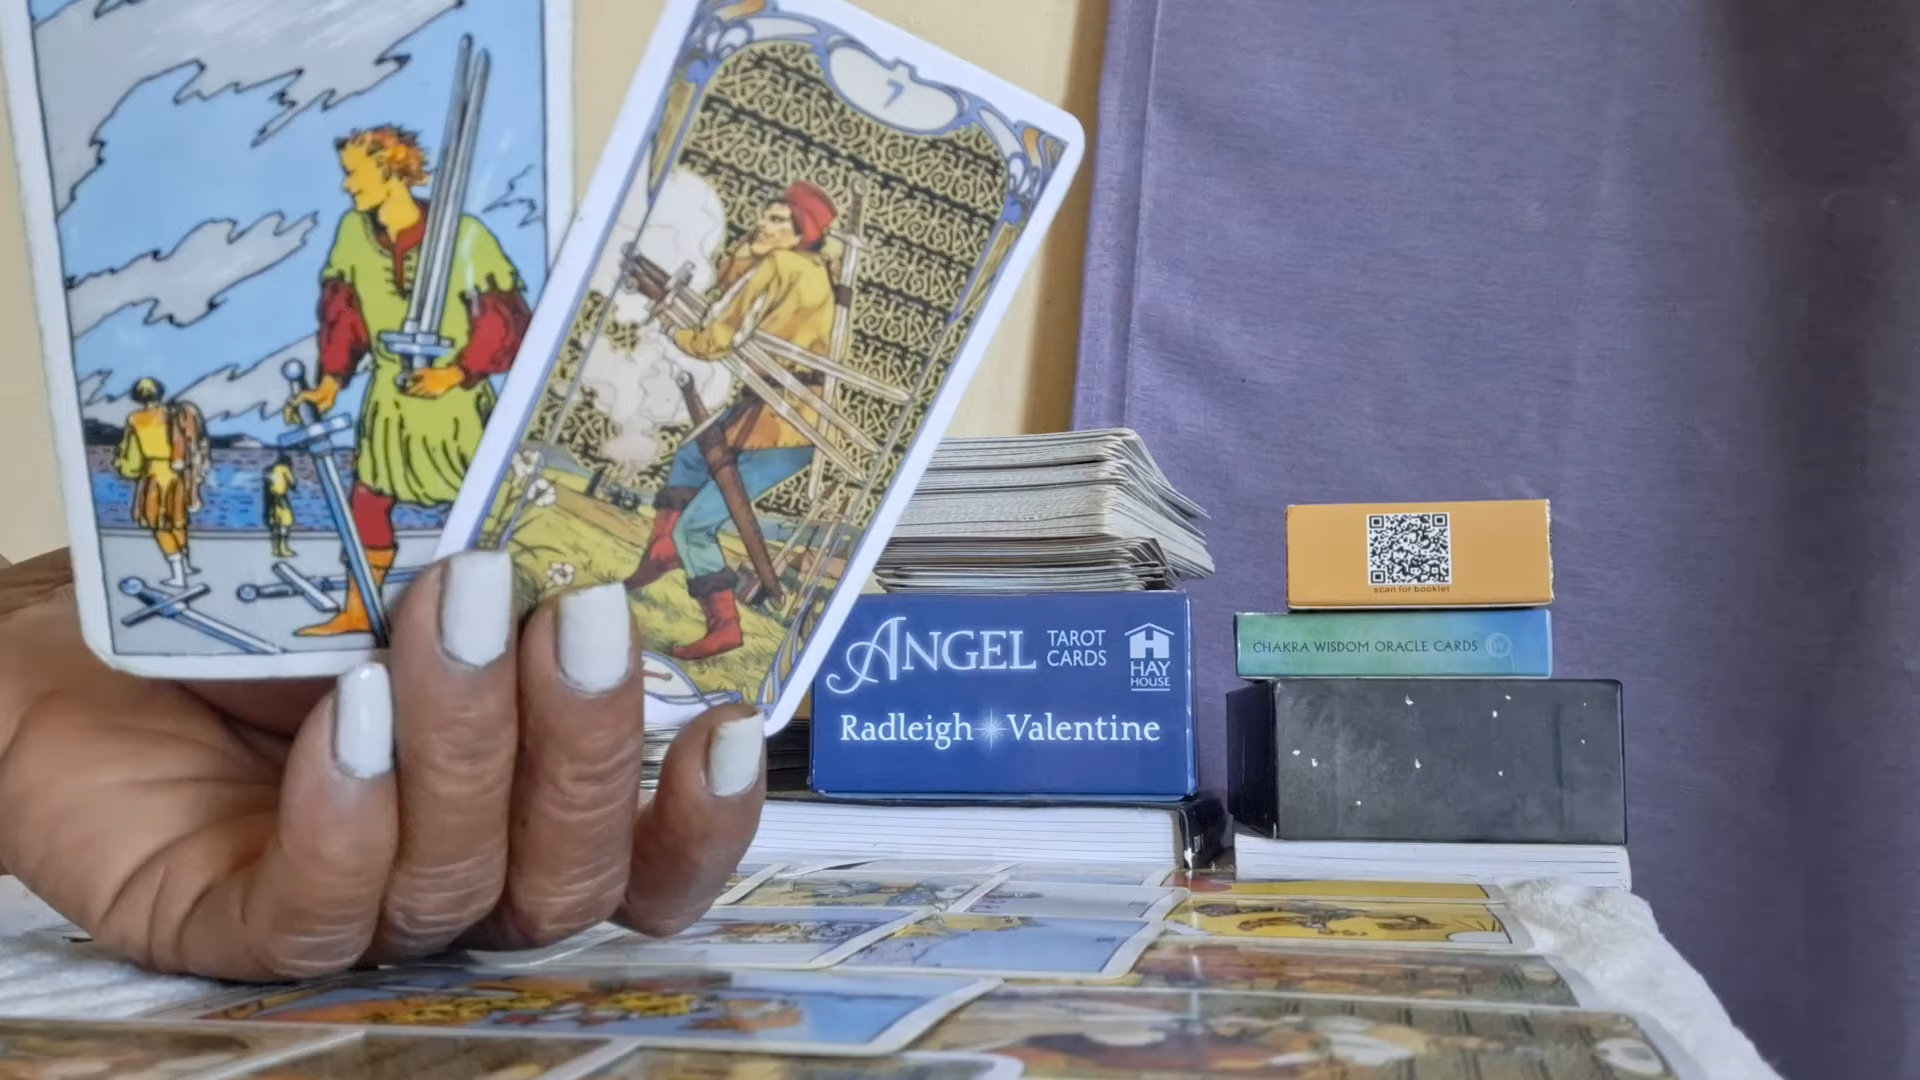 7
ANGEL
TAROT
CARDS
HAY
HOUSE
Radleigh Valentine
scan for booklet
CHAKRA WISDOM ORACLE CARDS